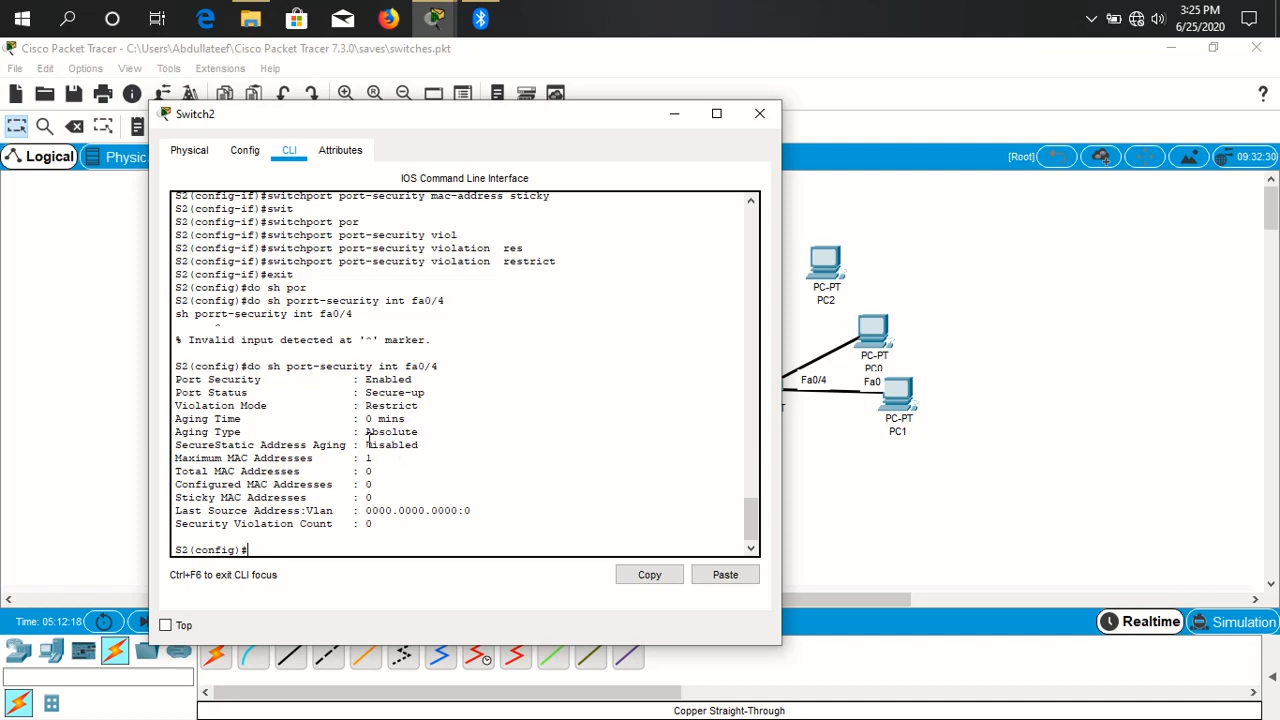 3:25 PM
6/25/2020
Cisco Packet Tracer - C:\Users\Abdullateef\Cisco Packet Tracer 7.3.0\saves\switches.pkt
File Edit Options View Tools Extensions Help
Switch2
Logical
Physic
[Root]
09:32:30
Physical Config CLI Attributes
IOS Command Line Interface
S2(config-if)#switchport port-security mac-address sticky
S2(config-if)#swit
S2(config-if)#switchport por
S2(config-if)#switchport port-security viol
S2(config-if)#switchport port-security violation  res
S2(config-if)#switchport port-security violation  restrict
S2(config-if)#exit
S2(config)#do sh por
S2(config)#do sh porrt-security int fa0/4
sh porrt-security int fa0/4
^
% Invalid input detected at '^' marker.
S2(config)#do sh port-security int fa0/4
Port Security : Enabled
Port Status : Secure-up
Violation Mode : Restrict
Aging Time : 0 mins
Aging Type : Absolute
SecureStatic Address Aging : Disabled
Maximum MAC Addresses : 1
Total MAC Addresses : 0
Configured MAC Addresses : 0
Sticky MAC Addresses : 0
Last Source Address:Vlan : 0000.0000.0000:0
Security Violation Count : 0
S2(config)#
Ctrl+F6 to exit CLI focus
Copy Paste
Top
PC-PT
PC2
PC-PT
PC0
Fa0/4
Fa0
PC-PT
PC1
T
Time: 05:12:18
Realtime
Simulation
Copper Straight-Through